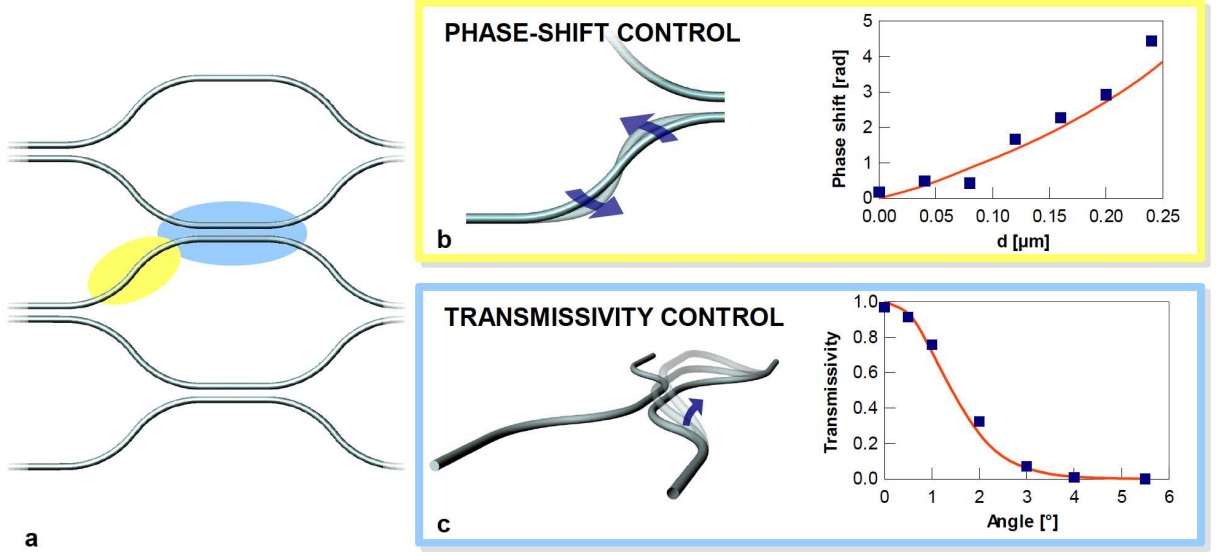 PHASE-SHIFT CONTROL
Phase shift [rad]
5
4
3
2
1
0
0.00 0.05 0.10 0.15 0.20 0.25
d [µm]
b
TRANSMISSIVITY CONTROL
Transmissivity
1.0
0.8
0.6
0.4
0.2
0.0
0 1 2 3 4 5 6
Angle [°]
c
a